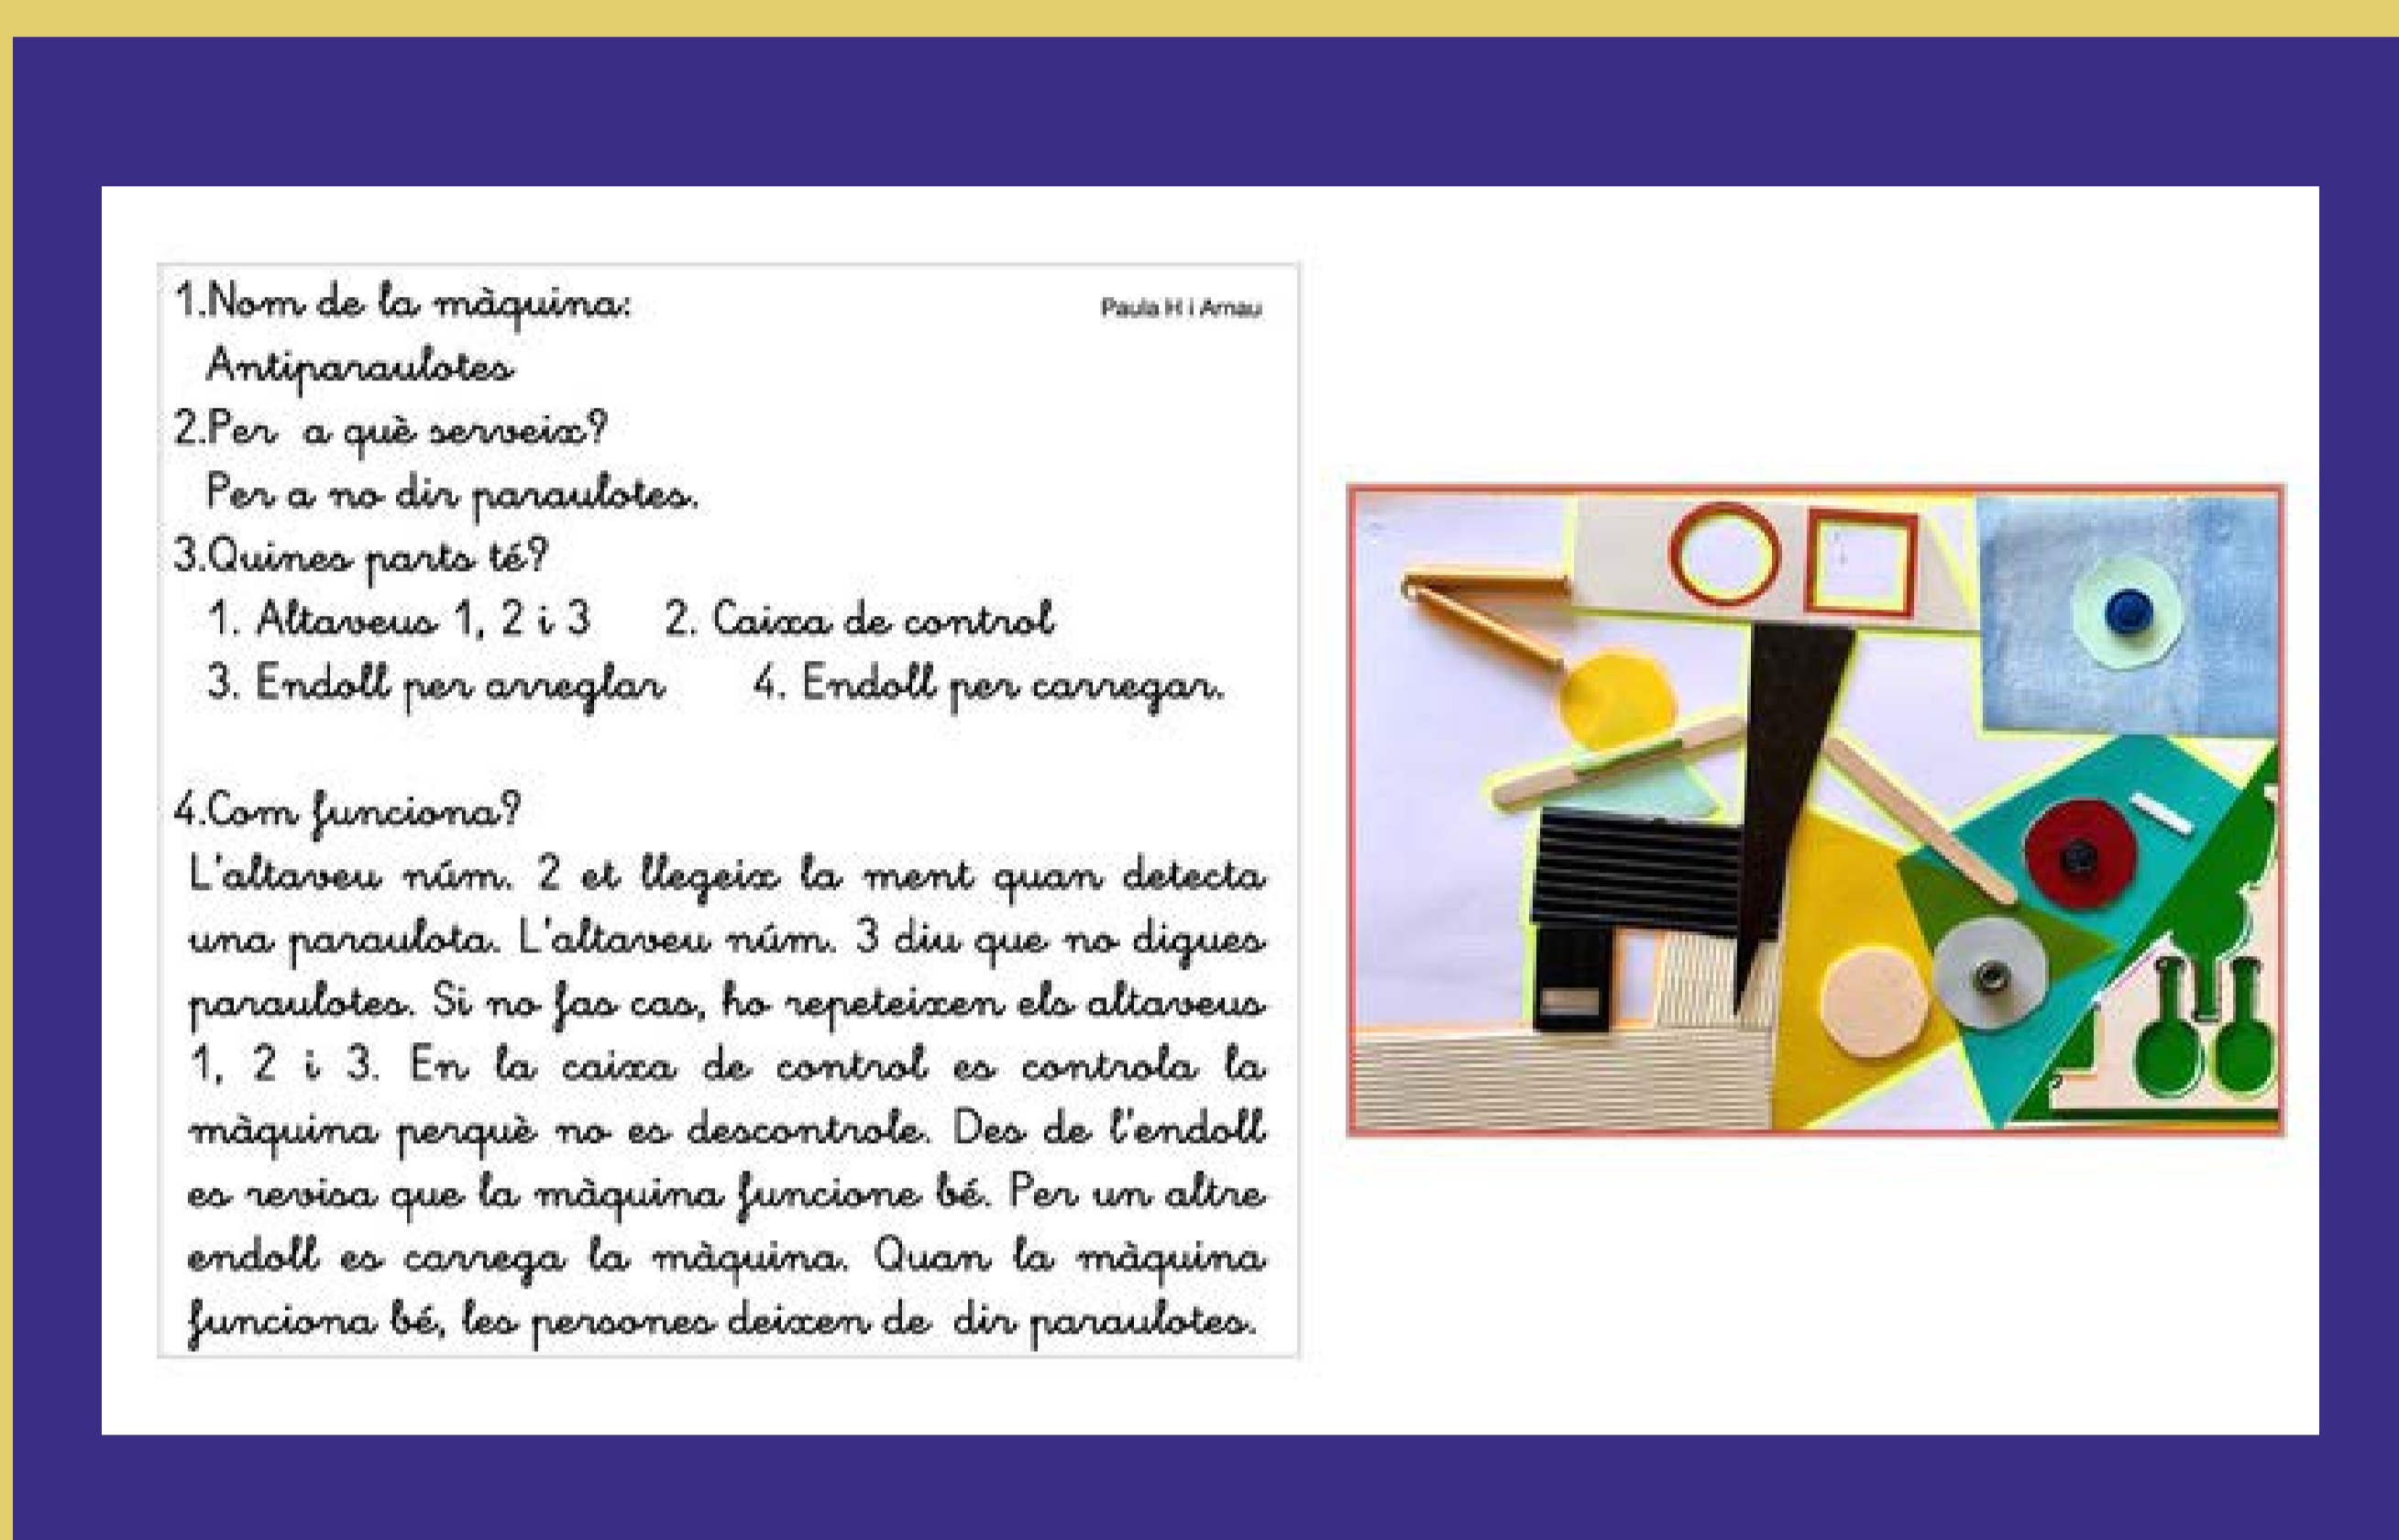 1.Nom de la màquina:
Paula H i Arnau
Antiparaulotes
2.Per a què serveix?
Per a no dir paraulotes.
3.Quines parts té?
1. Altaveus 1, 2 i 3 2. Caixa de control
3. Endoll per arreglar 4. Endoll per carregar.
4.Com funciona?
L'altaveu núm. 2 et llegeix la ment quan detecta
una paraulota. L'altaveu núm. 3 diu que no digues
paraulotes. Si no fas cas, ho repeteixen els altaveus
1, 2 i 3. En la caixa de control es controla la
màquina perquè no es descontrole. Des de l'endoll
es revisa que la màquina funcione bé. Per un altre
endoll es carrega la màquina. Quan la màquina
funciona bé, les persones deixen de dir paraulotes.